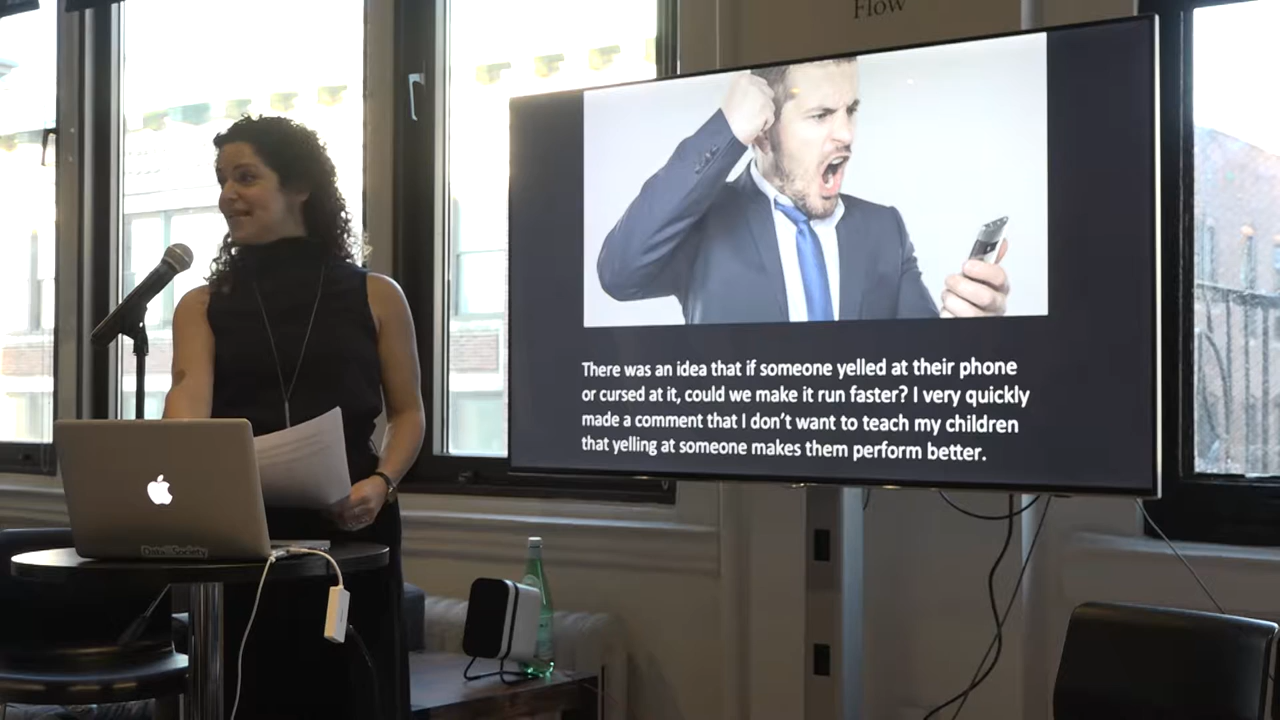 Flow
There was an idea that if someone yelled at their phone
or cursed at it, could we make it run faster? I very quickly
made a comment that I don't want to teach my children
that yelling at someone makes them perform better.
Data&Society